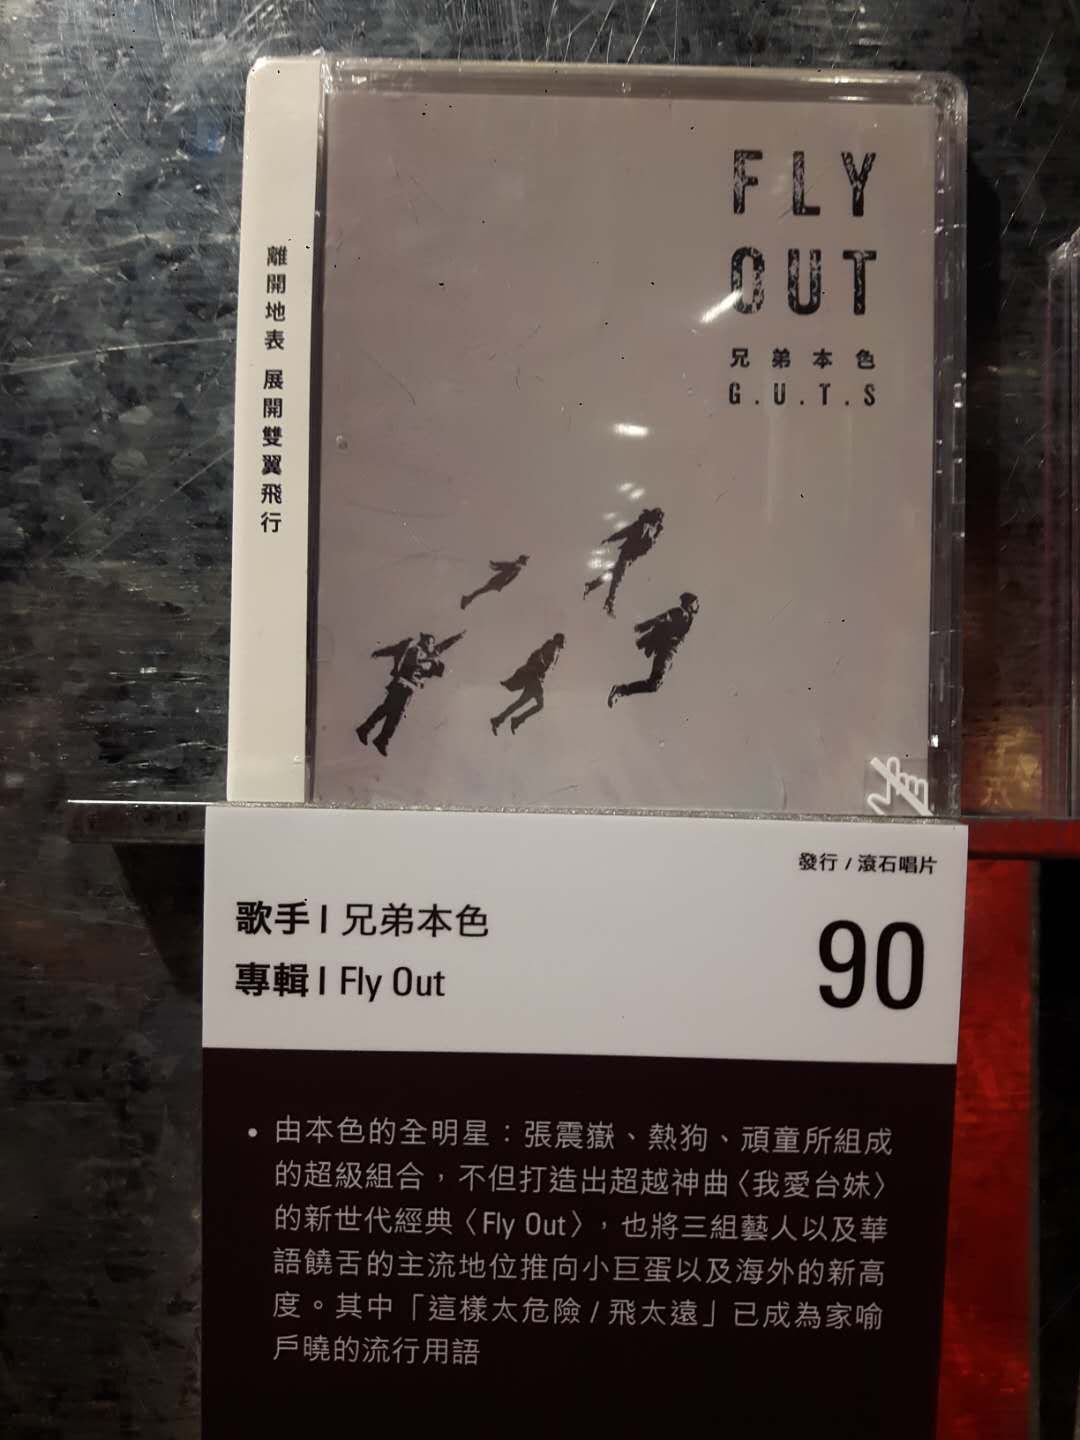 離開地表 展開雙翼飛行
FLY
OUT
兄弟本色
G.U.T.S
發行 / 滾石唱片
歌手 | 兄弟本色
專輯 | Fly Out
90
• 由本色的全明星：張震嶽、熱狗、頑童所組成
的超級組合，不但打造出超越神曲〈我愛台妹〉
的新世代經典〈Fly Out〉，也將三組藝人以及華
語饒舌的主流地位推向小巨蛋以及海外的新高
度。其中「這樣太危險 / 飛太遠」已成為家喻
戶曉的流行用語